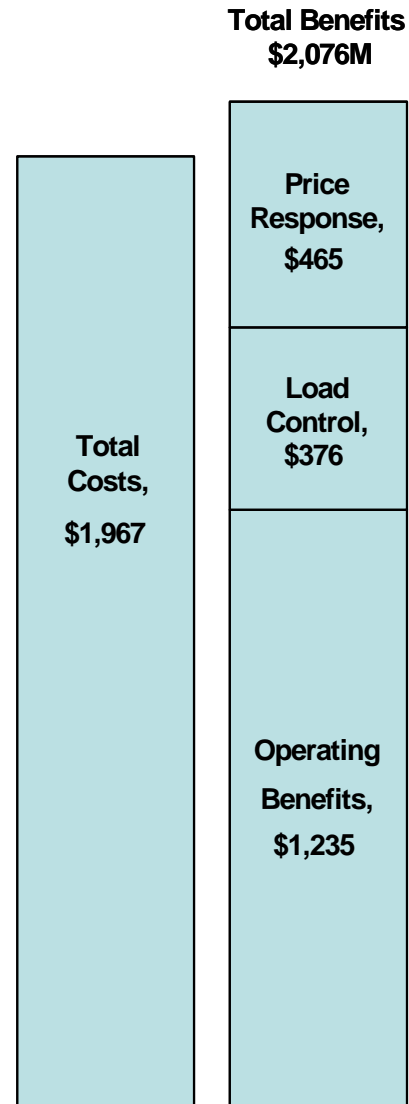 Total Benefits
$2,076M
Price
Response,
$465
Load
Control,
$376
Total
Costs,
$1,967
Operating
Benefits,
$1,235